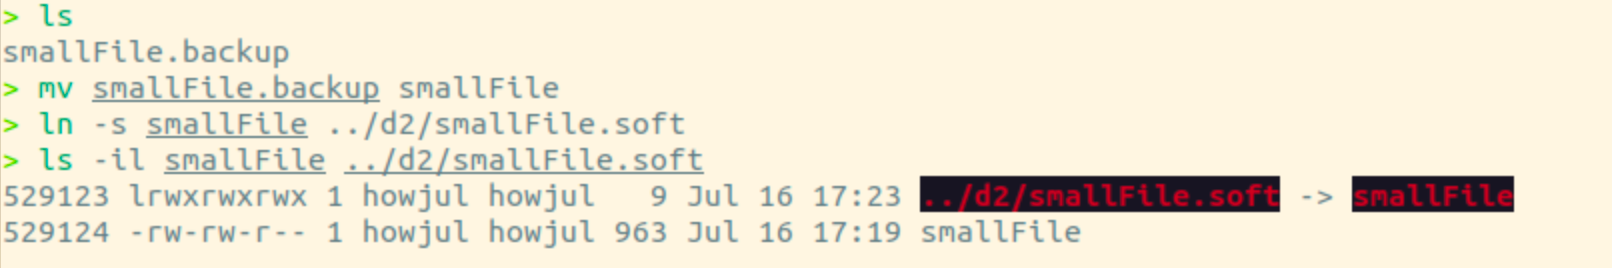 > ls
smallFile.backup
> mv smallFile.backup smallFile
> ln -s smallFile ../d2/smallFile.soft
> ls -il smallFile ../d2/smallFile.soft
529123 lrwxrwxrwx 1 howjul howjul   9 Jul 16 17:23 ../d2/smallFile.soft -> smallFile
529124 -rw-rw-r-- 1 howjul howjul 963 Jul 16 17:19 smallFile